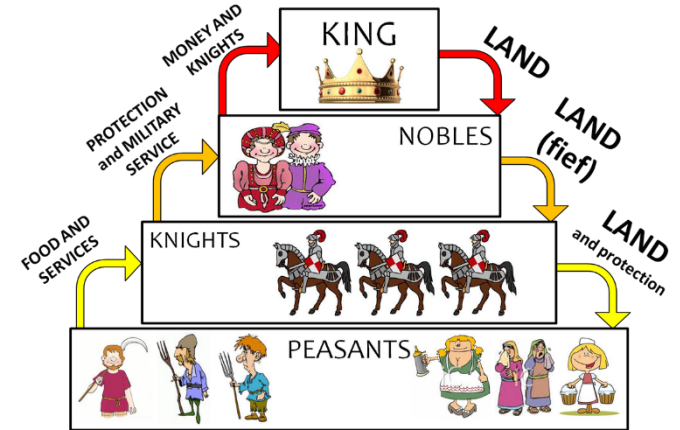 MONEY AND
KNIGHTS
KING
LAND
PROTECTION
and MILITARY
SERVICE
NOBLES
LAND
(fief)
FOOD AND
SERVICES
KNIGHTS
LAND
and protection
PEASANTS